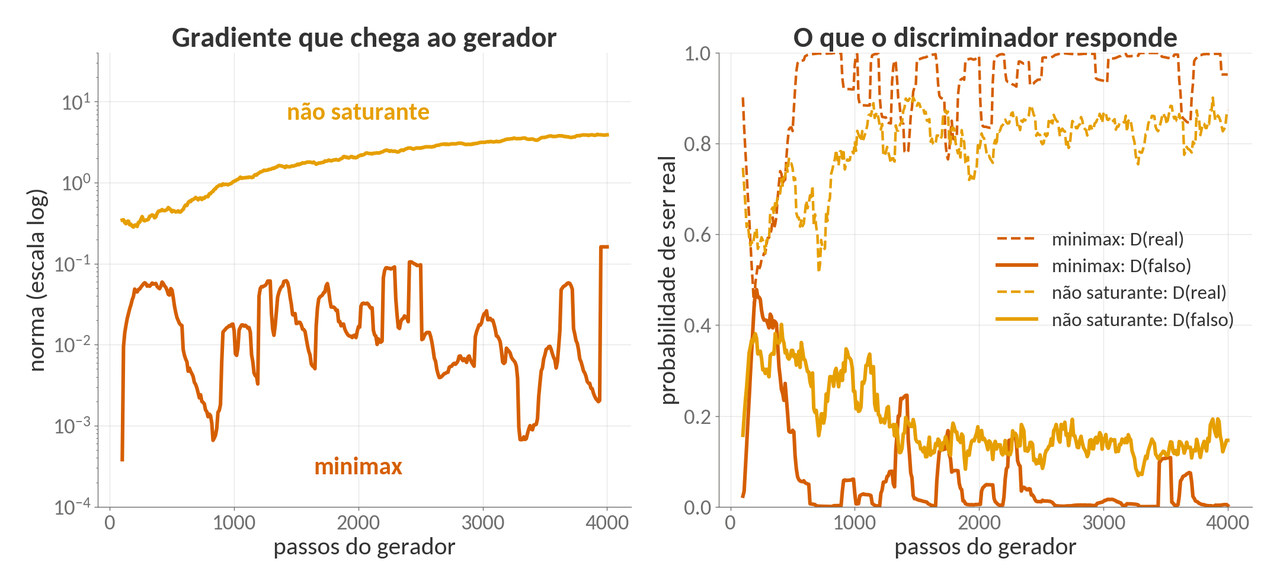 Gradiente que chega ao gerador
norma (escala log)
10¹
10⁰
10⁻¹
10⁻²
10⁻³
10⁻⁴
não saturante
minimax
0 1000 2000 3000 4000
passos do gerador
O que o discriminador responde
probabilidade de ser real
1.0
0.8
0.6
0.4
0.2
0.0
minimax: D(real)
minimax: D(falso)
não saturante: D(real)
não saturante: D(falso)
0 1000 2000 3000 4000
passos do gerador